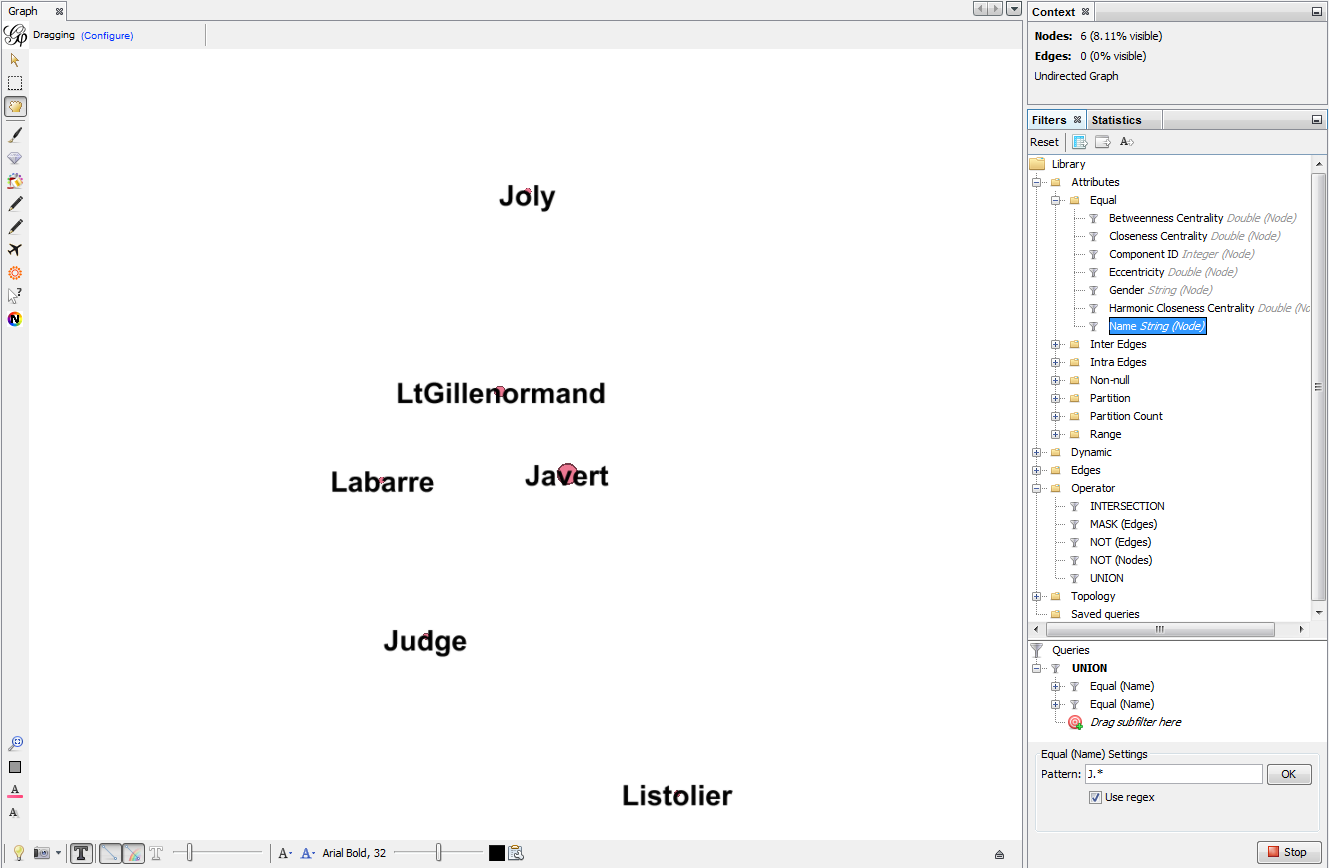 Graph
Dragging (Configure)
Joly
LtGillenormand
Labarre
Javert
Judge
Listolier
Arial Bold, 32
Context
Nodes: 6 (8.11% visible)
Edges: 0 (0% visible)
Undirected Graph
Filters Statistics
Reset
Library
Attributes
Equal
Betweenness Centrality Double (Node)
Closeness Centrality Double (Node)
Component ID Integer (Node)
Eccentricity Double (Node)
Gender String (Node)
Harmonic Closeness Centrality Double (No
Name String (Node)
Inter Edges
Intra Edges
Non-null
Partition
Partition Count
Range
Dynamic
Edges
Operator
INTERSECTION
MASK (Edges)
NOT (Edges)
NOT (Nodes)
UNION
Topology
Saved queries
Queries
UNION
Equal (Name)
Equal (Name)
Drag subfilter here
Equal (Name) Settings
Pattern: J.* OK
Use regex
Stop